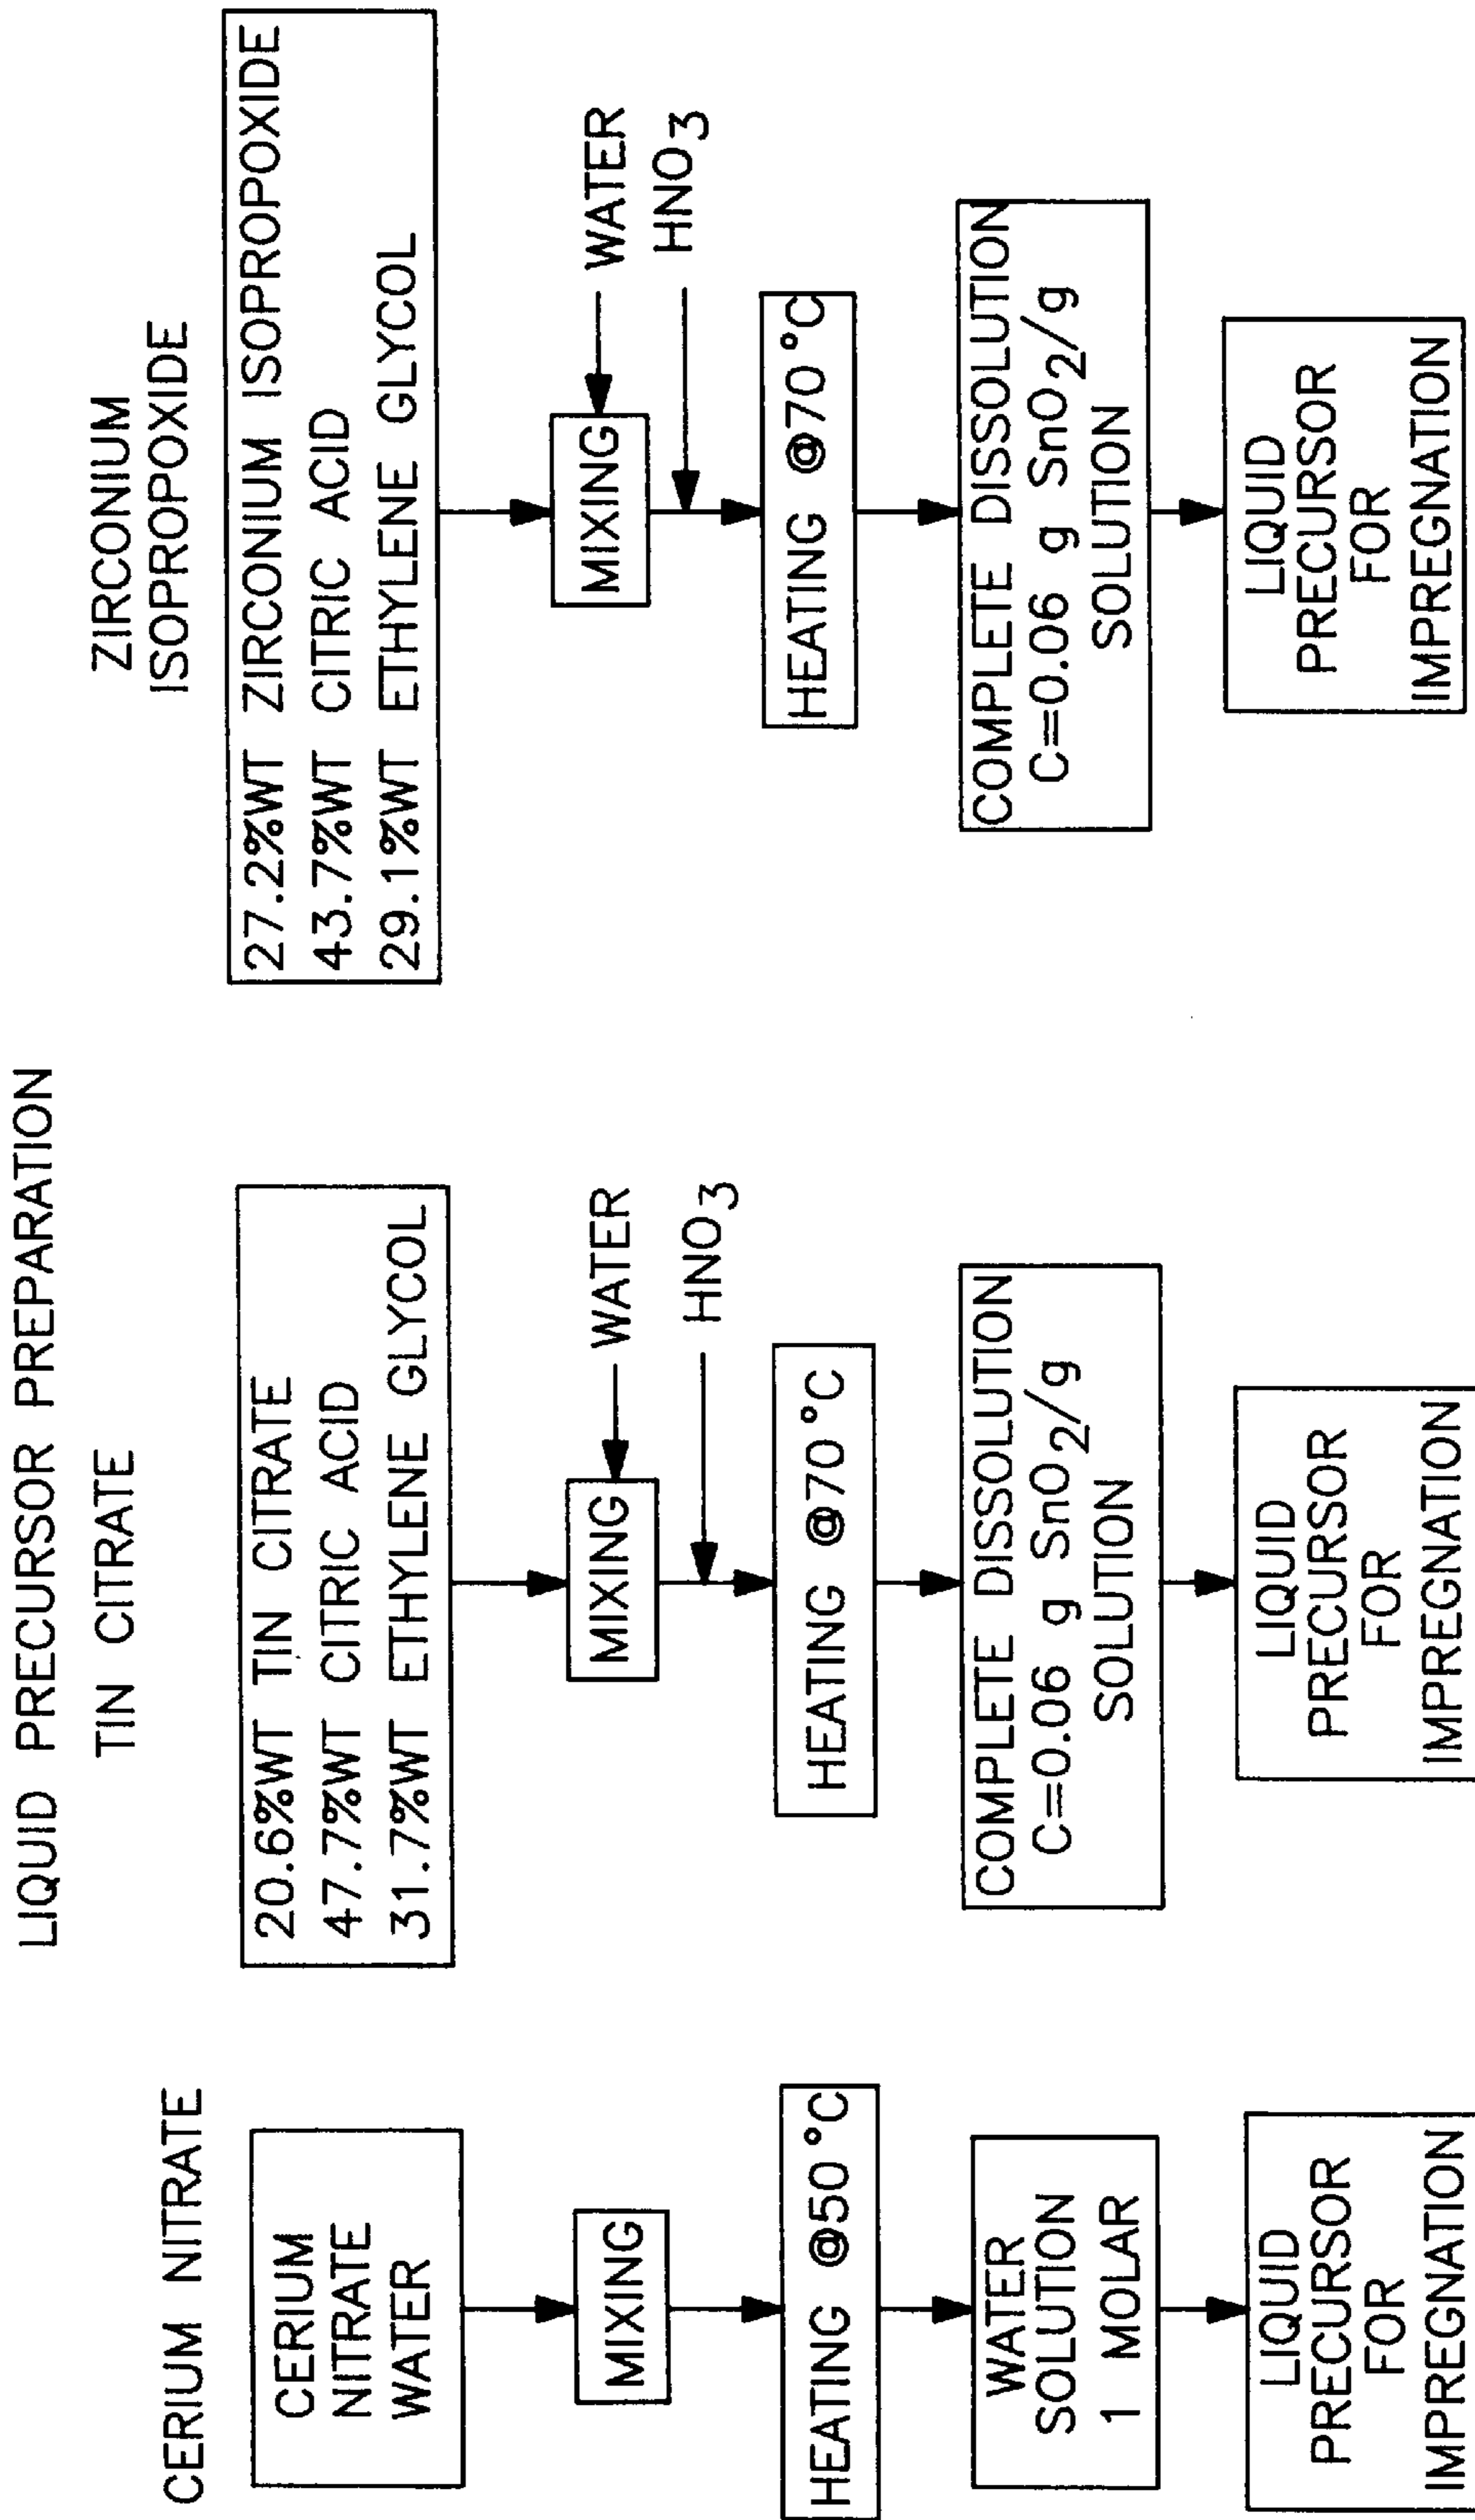 LIQUID PRECURSOR PREPARATION
CERIUM NITRATE
CERIUM
NITRATE
WATER
MIXING
HEATING @50°C
WATER
SOLUTION
1 MOLAR
LIQUID
PRECURSOR
FOR
IMPREGNATION
TIN CITRATE
20.6%WT TIN CITRATE
47.7%WT CITRIC ACID
31.7%WT ETHYLENE GLYCOL
MIXING
WATER
HNO3
HEATING @70°C
COMPLETE DISSOLUTION
C=0.06 g SnO2/g
SOLUTION
LIQUID
PRECURSOR
FOR
IMPREGNATION
ZIRCONIUM
ISOPROPOXIDE
27.2%WT ZIRCONIUM ISOPROPOXIDE
43.7%WT CITRIC ACID
29.1%WT ETHYLENE GLYCOL
MIXING
WATER
HNO3
HEATING @70°C
COMPLETE DISSOLUTION
C=0.06 g SnO2/g
SOLUTION
LIQUID
PRECURSOR
FOR
IMPREGNATION